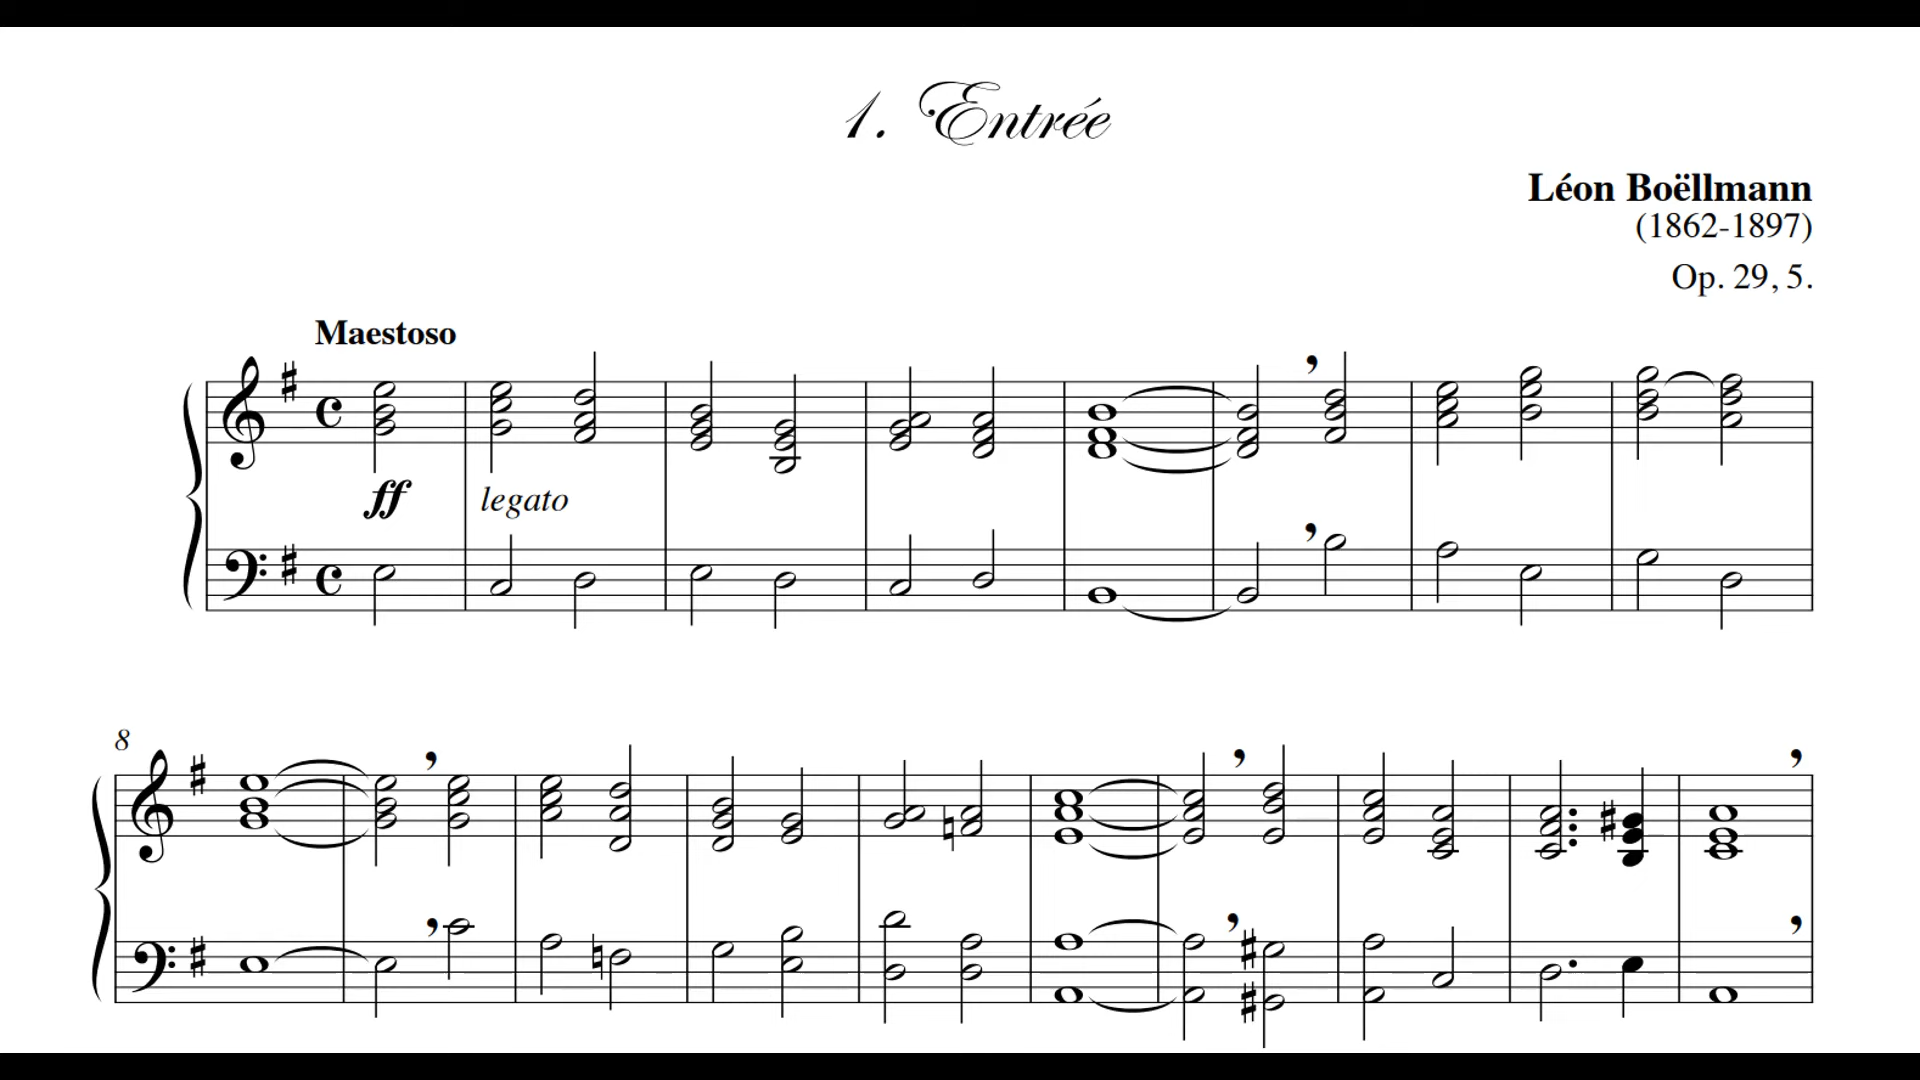 1. Entrée
Léon Boëllmann
(1862-1897)
Op. 29, 5.
Maestoso
ff
legato
8